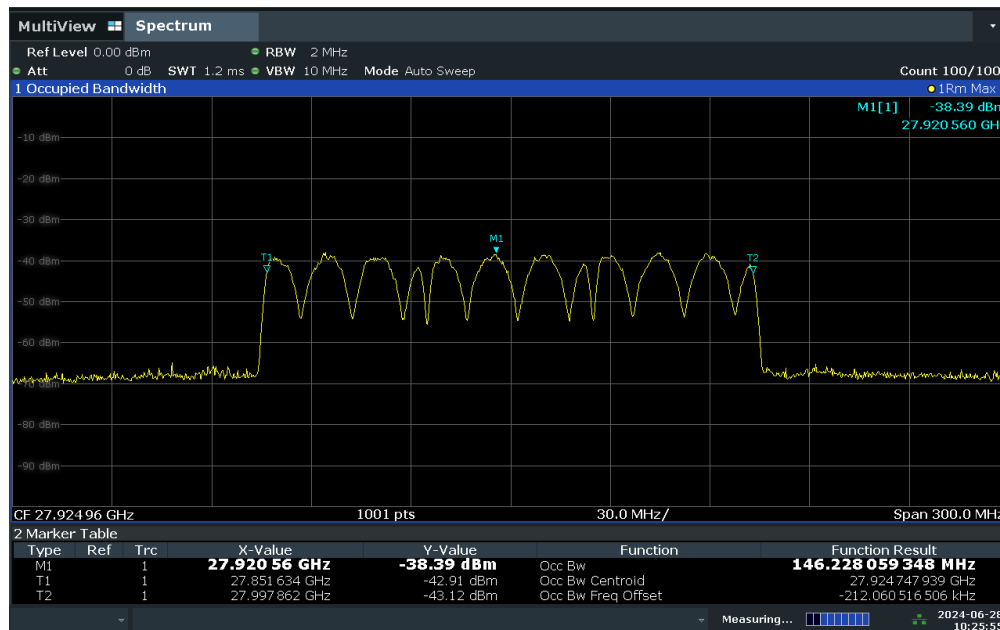 MultiView Spectrum
Ref Level 0.00 dBm RBW 2 MHz
Att 0 dB SWT 1.2 ms VBW 10 MHz Mode Auto Sweep Count 100/100
1 Occupied Bandwidth 1Rm Max
M1[1] -38.39 dBm
27.920 560 GH
-10 dBm
-20 dBm
-30 dBm
M1
-40 dBm
T1
T2
-50 dBm
-60 dBm
-70 dBm
-80 dBm
-90 dBm
CF 27.92496 GHz 1001 pts 30.0 MHz/ Span 300.0 MHz
2 Marker Table
Type Ref Trc X-Value Y-Value Function Function Result
M1 1 27.920 56 GHz -38.39 dBm Occ Bw 146.228 059 348 MHz
T1 1 27.851 634 GHz -42.91 dBm Occ Bw Centroid 27.924 747 939 GHz
T2 1 27.997 862 GHz -43.12 dBm Occ Bw Freq Offset -212.060 516 506 kHz
Measuring... 2024-06-28
10:25:55